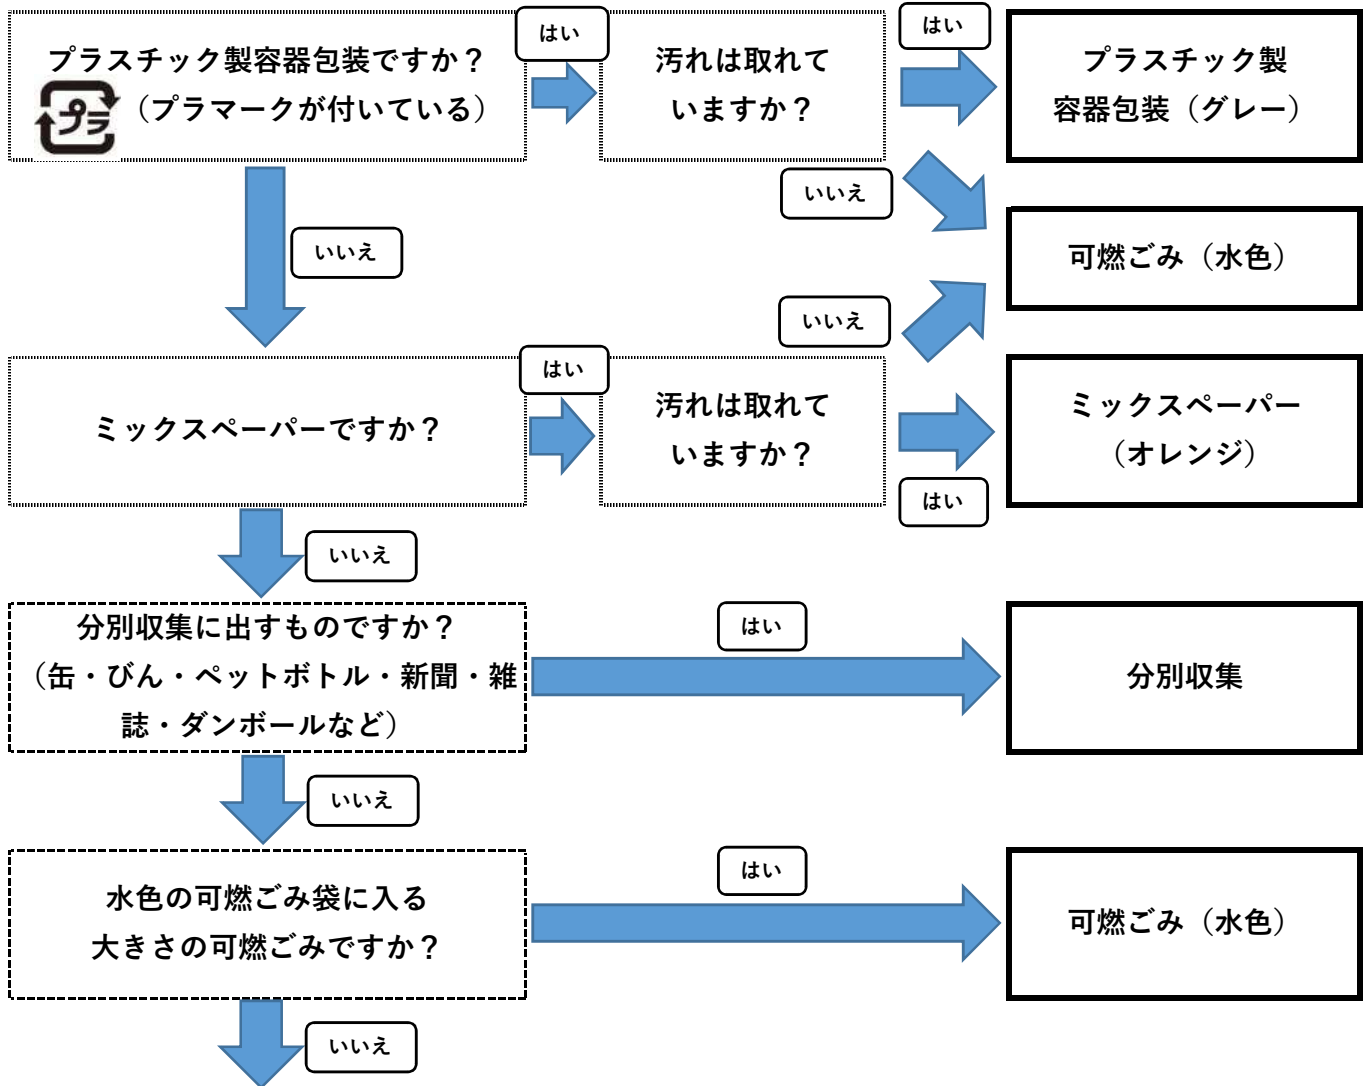 プラスチック製容器包装ですか？
プラ
（プラマークが付いている）
はい
汚れは取れて
いますか？
はい
プラスチック製
容器包装（グレー）
いいえ
いいえ
可燃ごみ（水色）
いいえ
ミックスペーパーですか？
はい
汚れは取れて
いますか？
はい
ミックスペーパー
（オレンジ）
いいえ
分別収集に出すものですか？
（缶・びん・ペットボトル・新聞・雑
誌・ダンボールなど）
はい
分別収集
いいえ
水色の可燃ごみ袋に入る
大きさの可燃ごみですか？
はい
可燃ごみ（水色）
いいえ